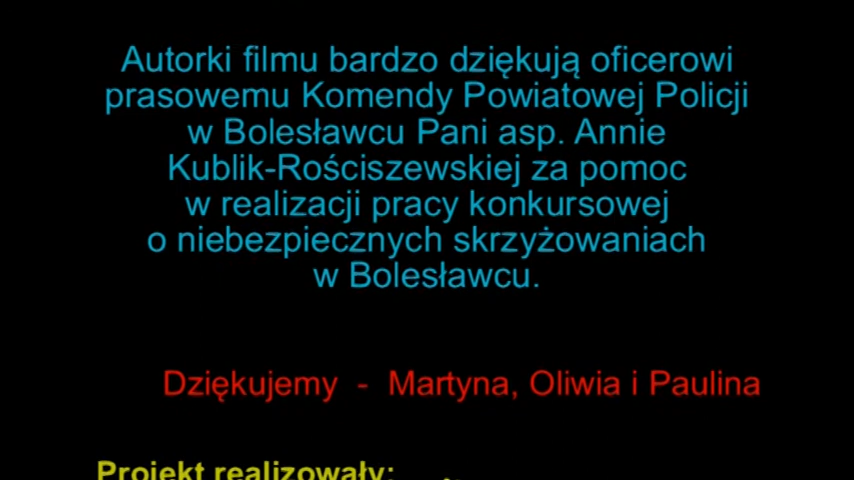 Autorki filmu bardzo dziękują oficerowi
prasowemu Komendy Powiatowej Policji
w Bolesławcu Pani asp. Annie
Kublik-Rościszewskiej za pomoc
w realizacji pracy konkursowej
o niebezpiecznych skrzyżowaniach
w Bolesławcu.
Dziękujemy - Martyna, Oliwia i Paulina
Projekt realizowały: